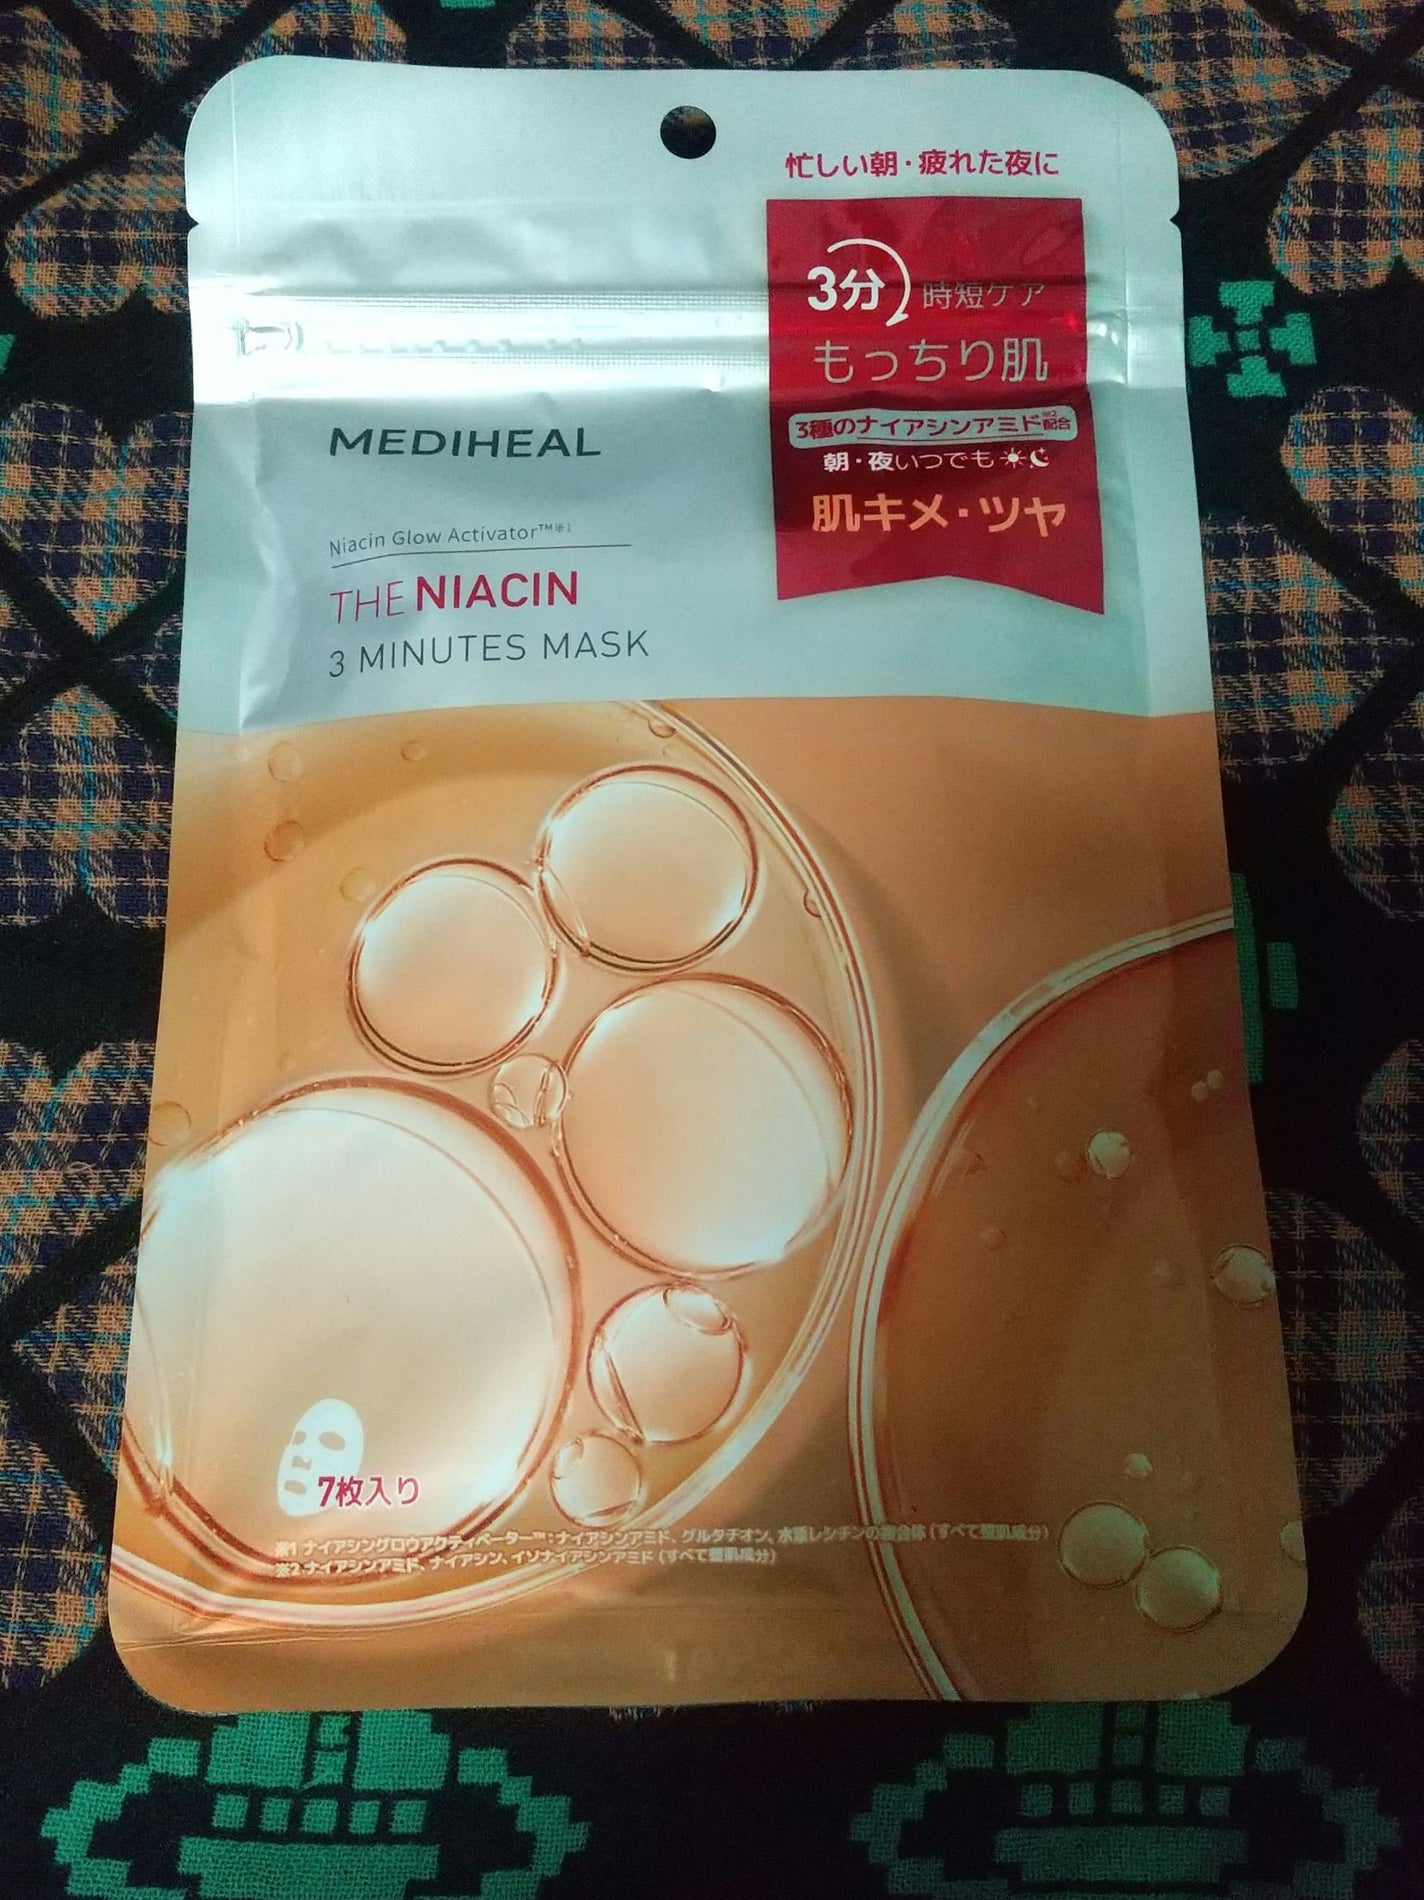 忙しい朝・疲れた夜に
3分 時短ケア
もっちり肌
3種のナイアシンアミド※2配合
朝・夜いつでも
肌キメ・ツヤ
MEDIHEAL
Niacin Glow Activator™※1
THE NIACIN
3 MINUTES MASK
7枚入り
※1 ナイアシングロウアクティベーター™：ナイアシンアミド、グルタチオン、水添レシチンの複合体（すべて整肌成分）
※2 ナイアシンアミド、ナイアシン、イソナイアシンアミド（すべて整肌成分）